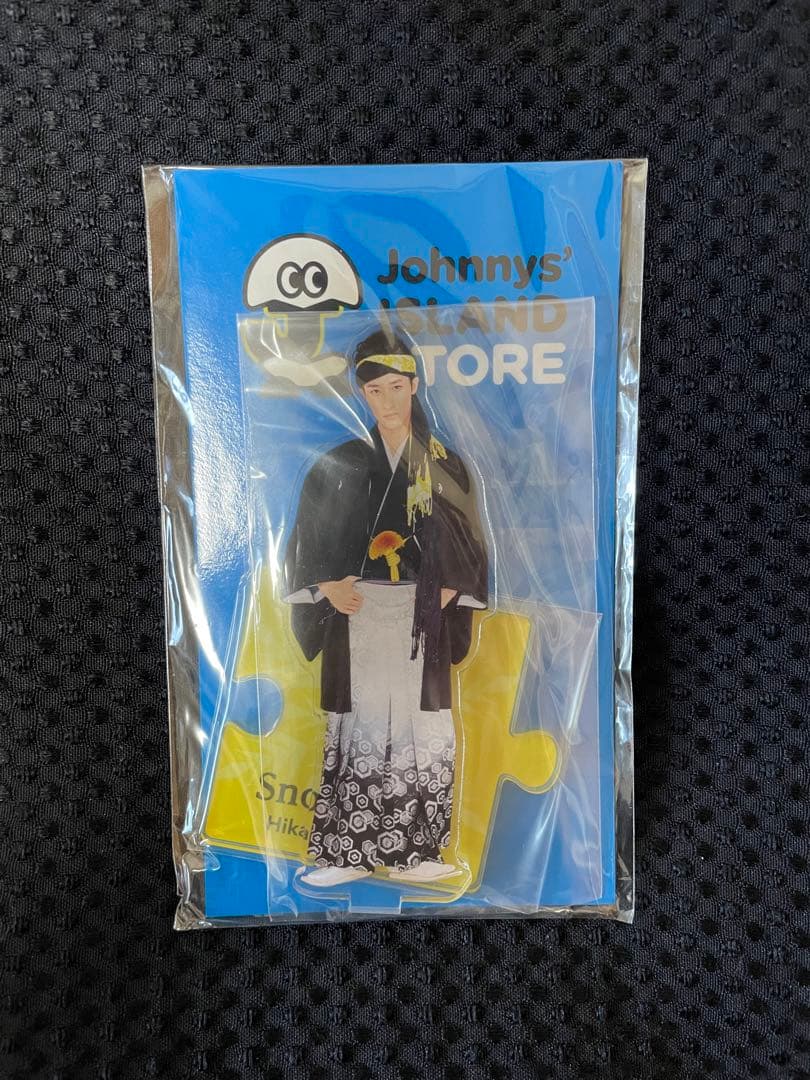 Johnnys'
ISLAND
STORE
Sno
Hika